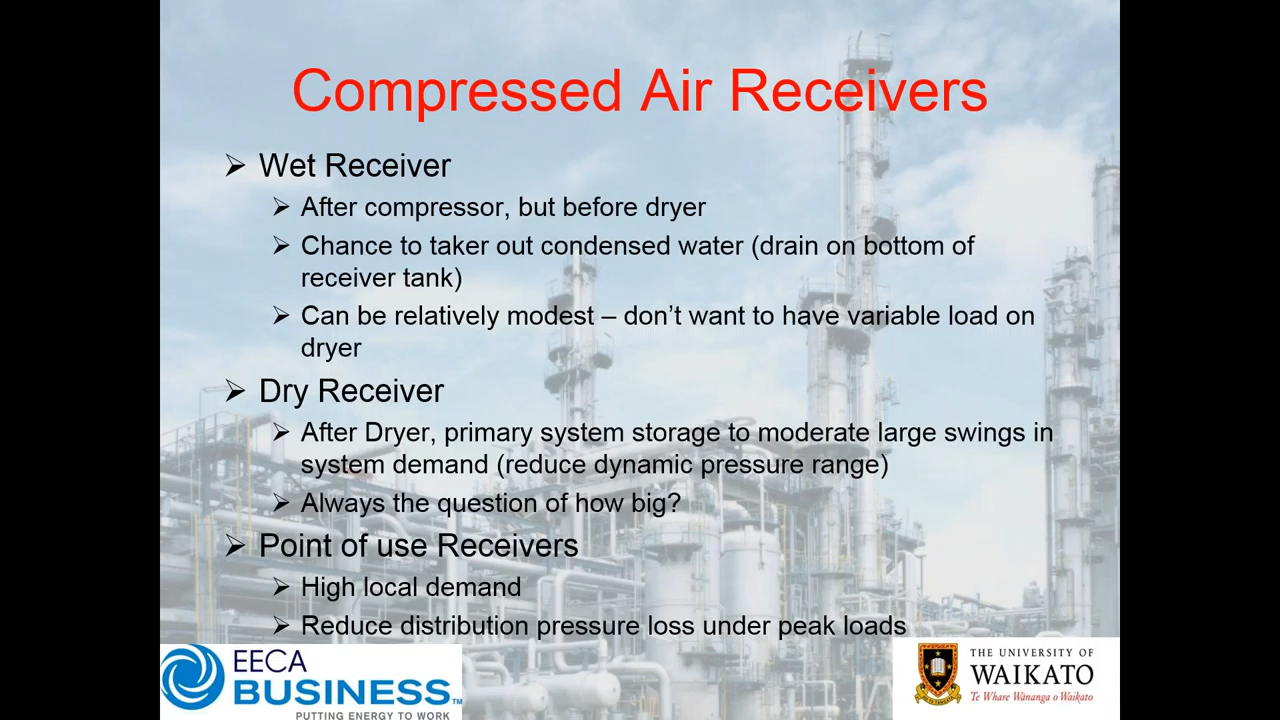 Compressed Air Receivers
➢ Wet Receiver
➢ After compressor, but before dryer
➢ Chance to taker out condensed water (drain on bottom of
receiver tank)
➢ Can be relatively modest – don’t want to have variable load on
dryer
➢ Dry Receiver
➢ After Dryer, primary system storage to moderate large swings in
system demand (reduce dynamic pressure range)
➢ Always the question of how big?
➢ Point of use Receivers
➢ High local demand
➢ Reduce distribution pressure loss under peak loads
EECA
BUSINESS™
PUTTING ENERGY TO WORK
THE UNIVERSITY OF
WAIKATO
Te Whare Wānanga o Waikato